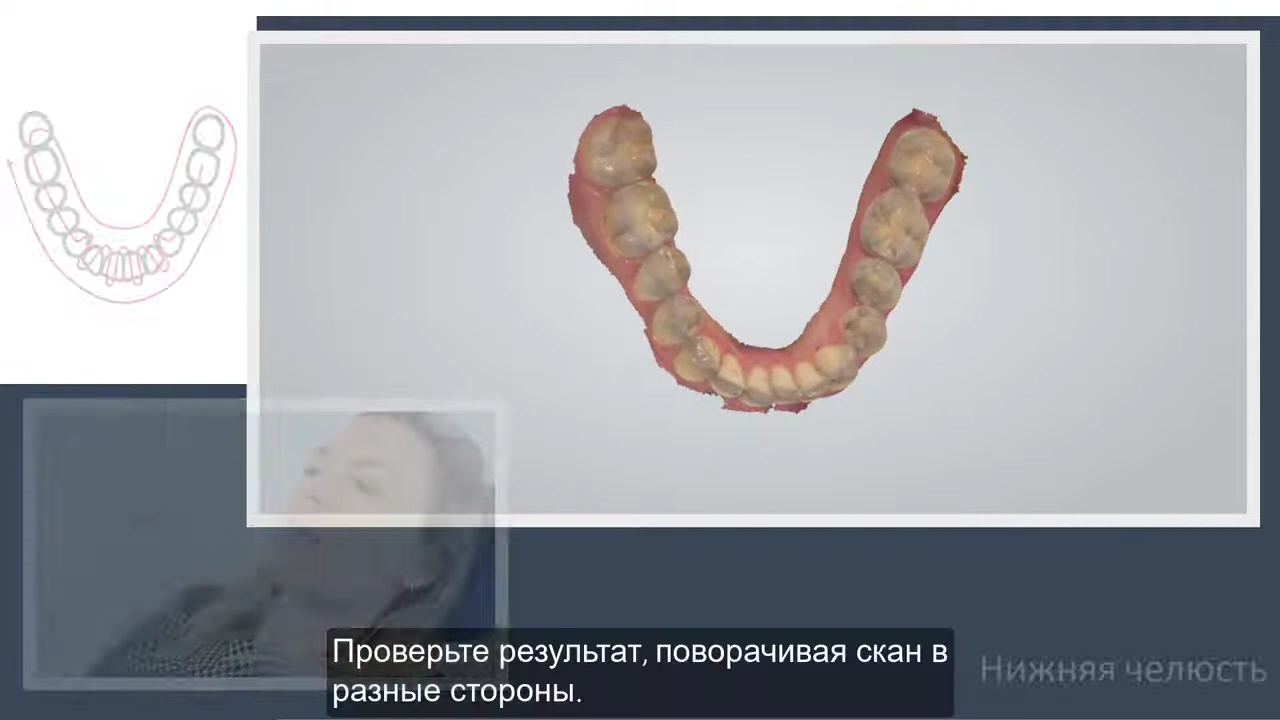 Проверьте результат, поворачивая скан в
разные стороны.
Нижняя челюсть